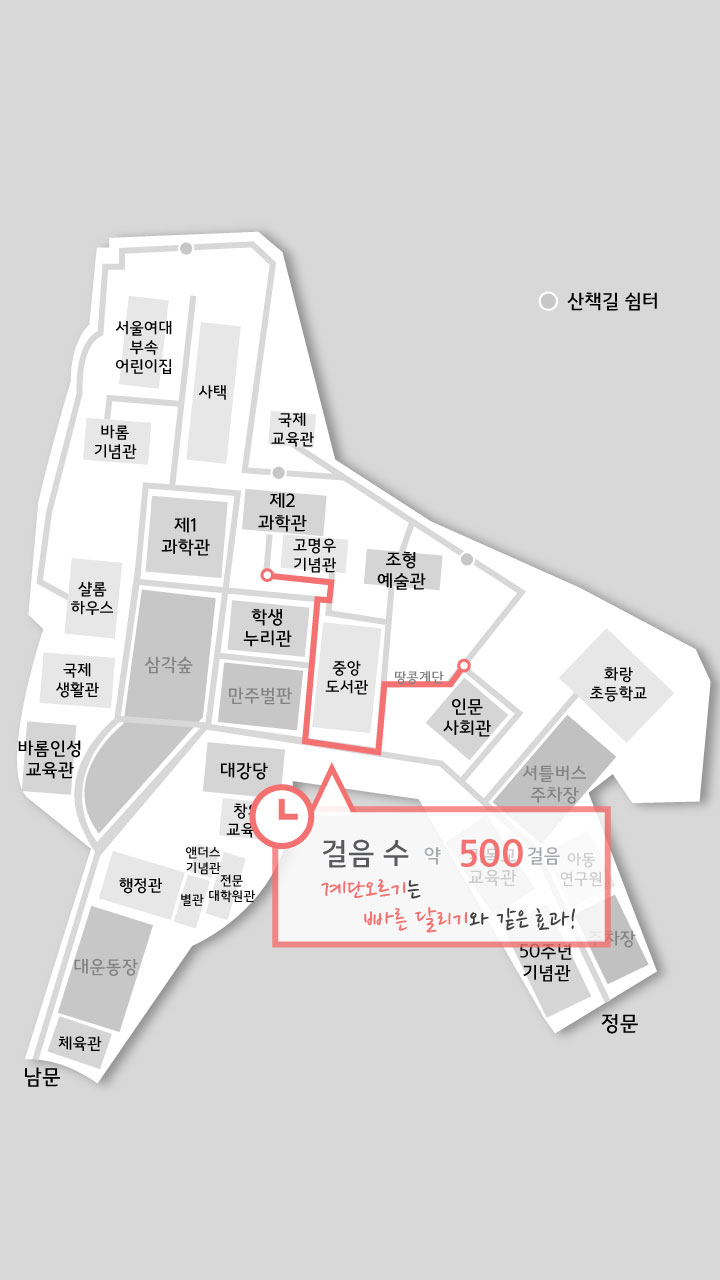 산책길 쉼터
서울여대
부속
어린이집
사택
국제
교육관
바롬
기념관
제2
과학관
제1
과학관
고명우
기념관
조형
예술관
샬롬
하우스
학생
누리관
삼각숲
중앙
도서관
땅콩계단
화랑
초등학교
국제
생활관
만주벌판
인문
사회관
바롬인성
교육관
대강당
셔틀버스
주차장
교육
앤더스
기념관
걸음 수 약 500걸음
계단오르기는
빠른 달리기와 같은 효과!
아동
연구원
교육관
행정관
별관
전문
대학원관
주차장
대운동장
50주년
기념관
체육관
정문
남문